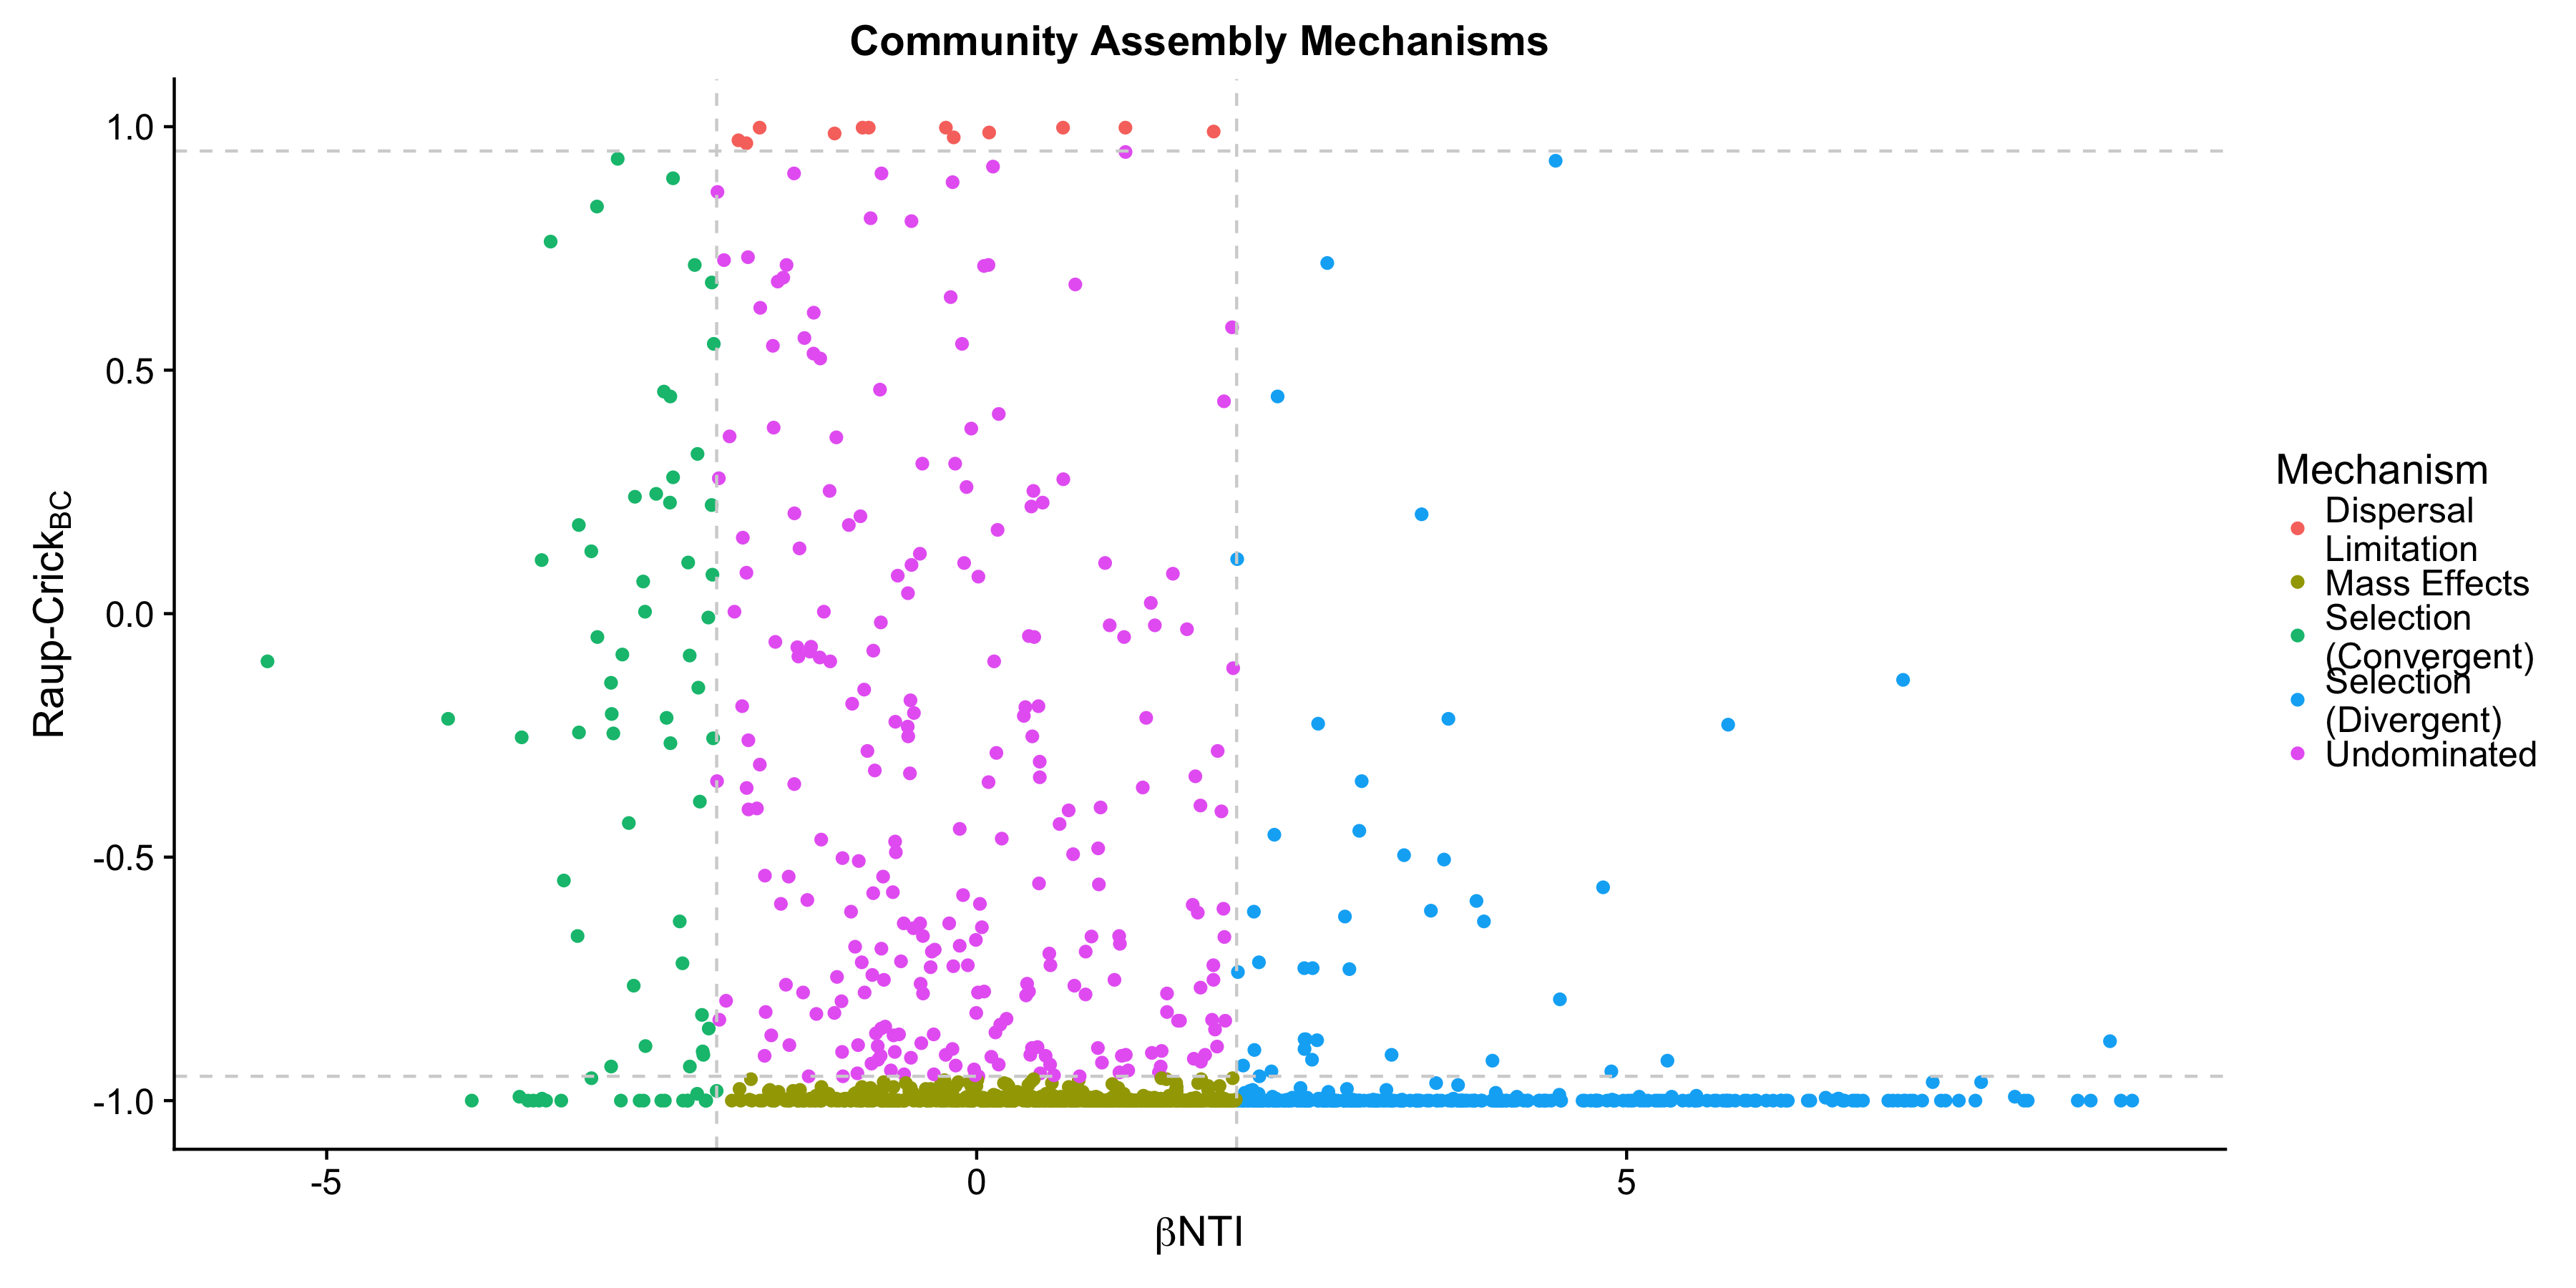 Community Assembly Mechanisms
1.0
0.5
0.0
-0.5
-1.0
Raup-CrickBC
-5
0
5
βNTI
Mechanism
Dispersal
Limitation
Mass Effects
Selection
(Convergent)
Selection
(Divergent)
Undominated